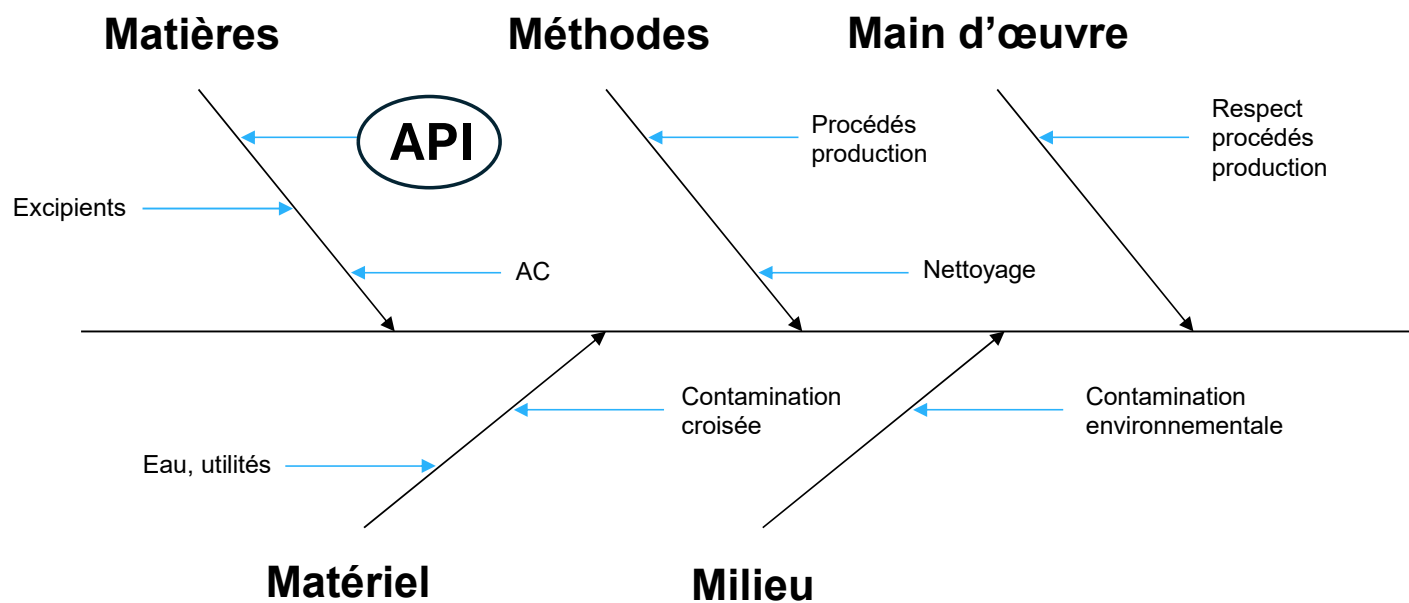 Matières
Méthodes
Main d'œuvre
API
Procédés
production
Respect
procédés
production
Excipients
AC
Nettoyage
Contamination
croisée
Contamination
environnementale
Eau, utilités
Matériel
Milieu